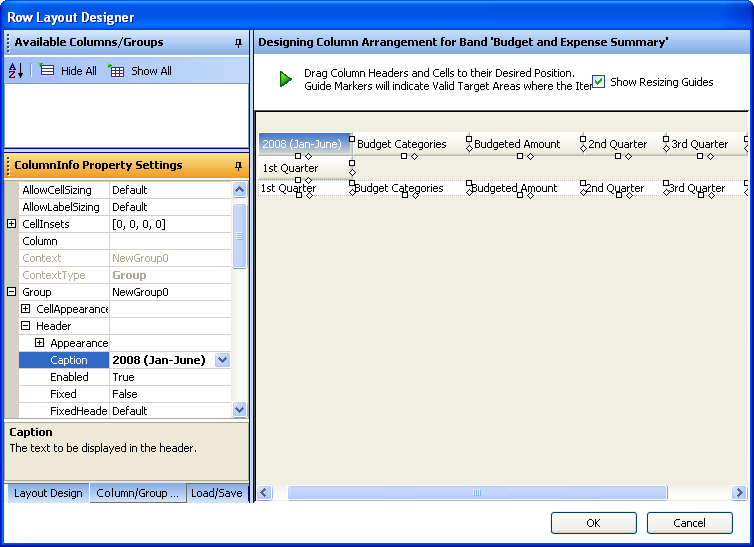 Row Layout Designer
Available Columns/Groups
Hide All Show All
ColumnInfo Property Settings
AllowCellSizing Default
AllowLabelSizing Default
CellInsets [0, 0, 0, 0]
Column
Context NewGroup0
ContextType Group
Group NewGroup0
CellAppearance
Header
Appearance
Caption 2008 (Jan-June)
Enabled True
Fixed False
FixedHeade Default
Caption
The text to be displayed in the header.
Layout Design Column/Group ... Load/Save
Designing Column Arrangement for Band 'Budget and Expense Summary'
Drag Column Headers and Cells to their Desired Position.
Guide Markers will indicate Valid Target Areas where the Iter
Show Resizing Guides
2008 (Jan-June) Budget Categories Budgeted Amount 2nd Quarter 3rd Quarter
1st Quarter
1st Quarter Budget Categories Budgeted Amount 2nd Quarter 3rd Quarter
OK Cancel